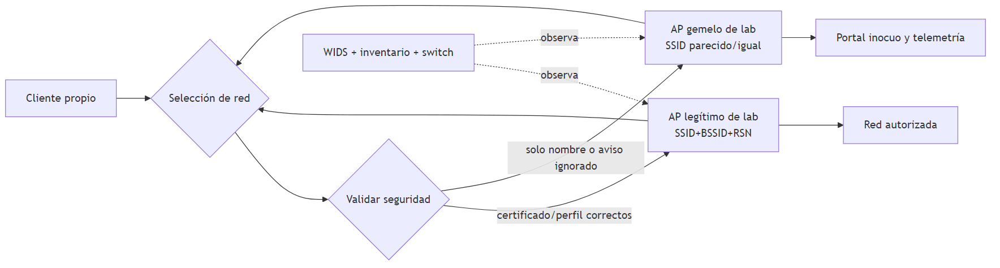 Cliente propio
Selección de red
WIDS + inventario + switch
observa
observa
Validar seguridad
solo nombre o aviso
ignorado
certificado/perfil correctos
AP gemelo de lab
SSID parecido/igual
AP legítimo de lab
SSID+BSSID+RSN
Portal inocuo y telemetría
Red autorizada